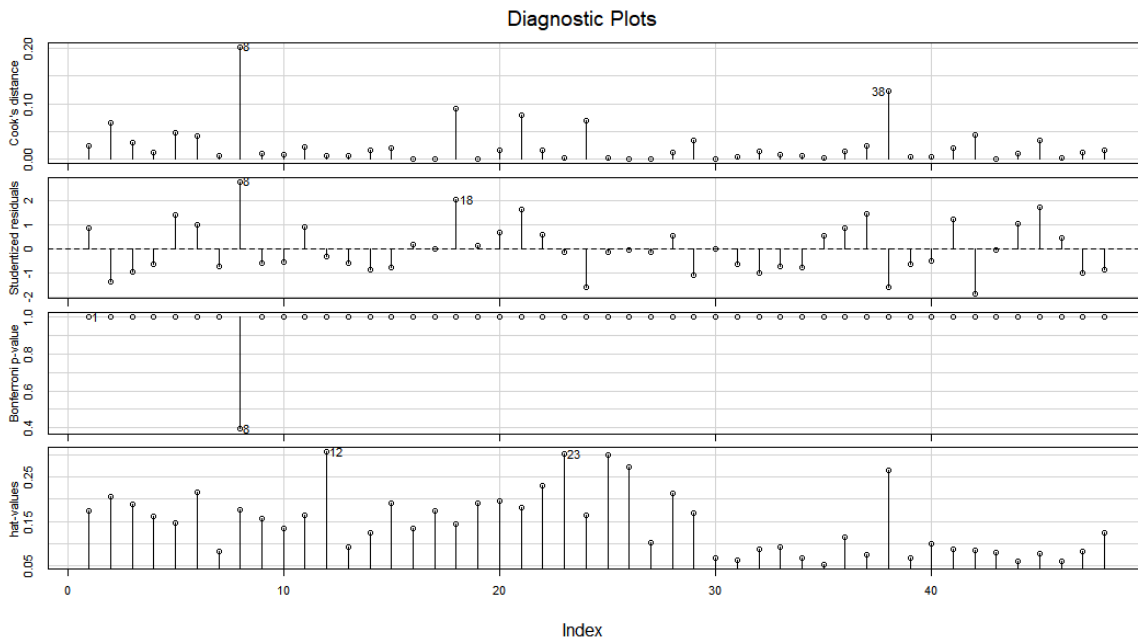 Diagnostic Plots
Cook's distance
0.00 0.10 0.20
8
38
Studentized residuals
-2 -1 0 1 2
8
18
Bonferroni p-value
0.4 0.6 0.8 1.0
1
8
hat-values
0.05 0.15 0.25
12
23
0 10 20 30 40
Index